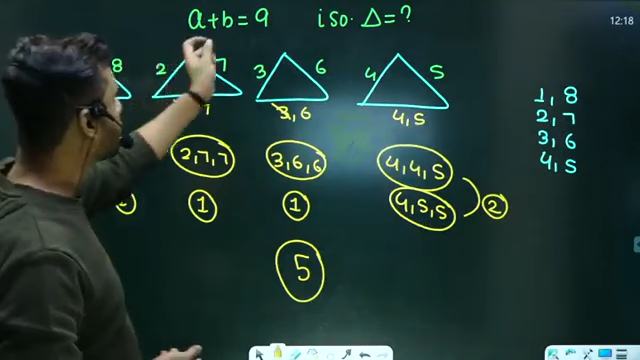 a+b=9 iso. Δ=?
12:18
8 2 7 3 6 4 5
7 3, 6 4, 5
1, 8
2, 7
3, 6
4, 5
2, 7, 7 3, 6, 6 4, 4, 5
1 1 4, 5, 5 2
5